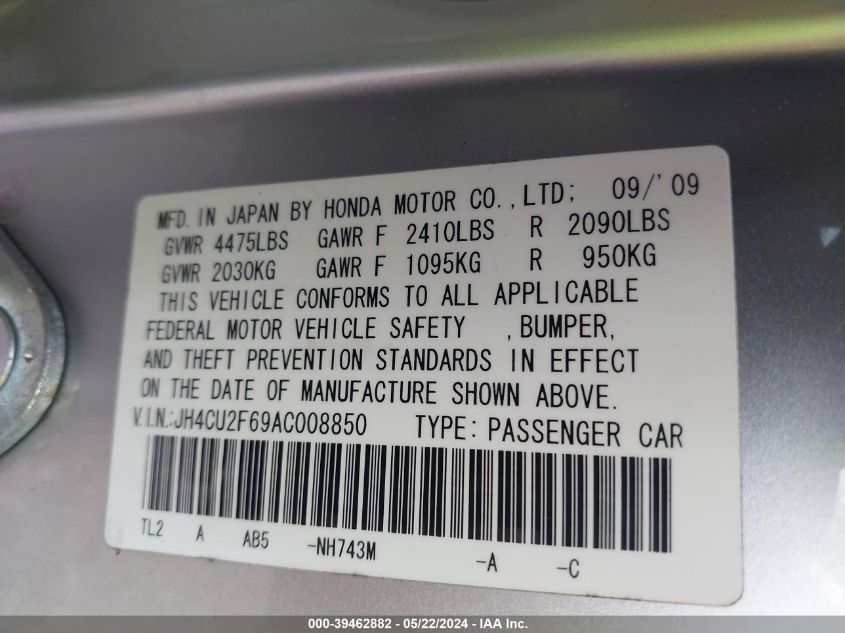 MFD. IN JAPAN BY HONDA MOTOR CO., LTD; 09/'09
GVWR 4475LBS GAWR F 2410LBS R 2090LBS
GVWR 2030KG GAWR F 1095KG R 950KG
THIS VEHICLE CONFORMS TO ALL APPLICABLE
FEDERAL MOTOR VEHICLE SAFETY , BUMPER,
AND THEFT PREVENTION STANDARDS IN EFFECT
ON THE DATE OF MANUFACTURE SHOWN ABOVE.
V.I.N.:JH4CU2F69AC008850 TYPE: PASSENGER CAR
TL2 A AB5 -NH743M -A -C
000-39462882 - 05/22/2024 - IAA Inc.